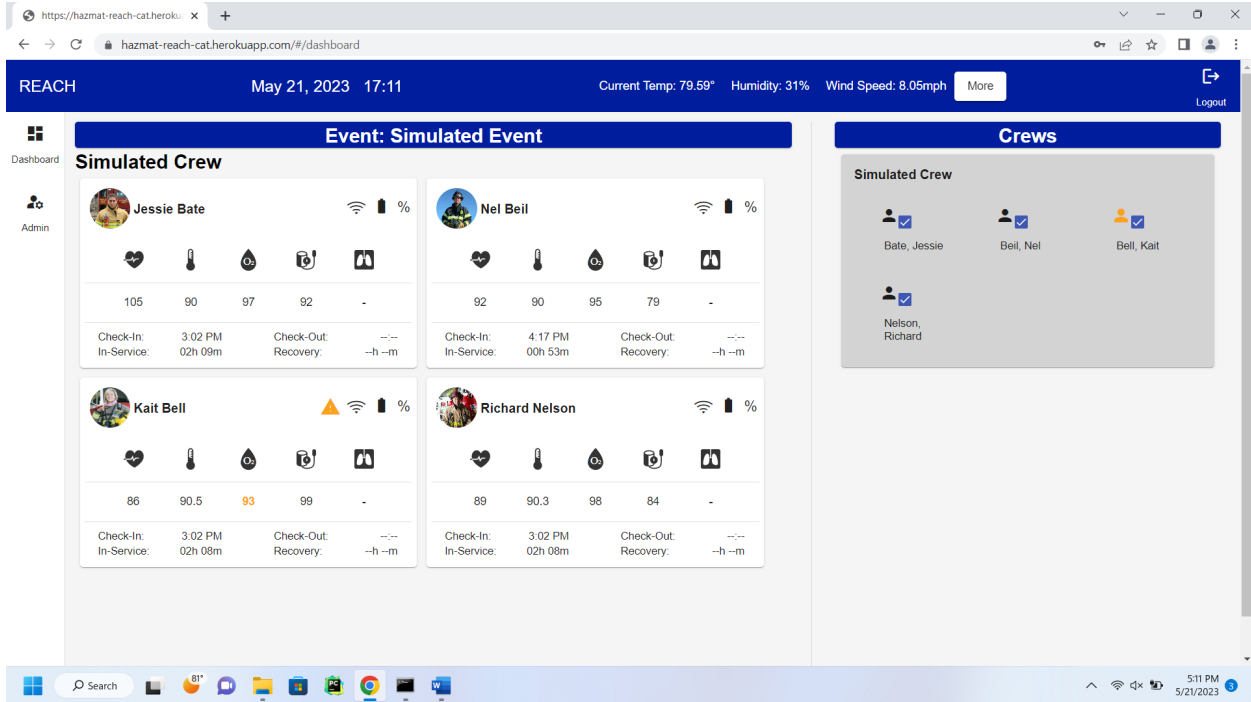 https://hazmat-reach-cat.heroku
hazmat-reach-cat.herokuapp.com/#/dashboard
REACH
May 21, 2023 17:11
Current Temp: 79.59° Humidity: 31% Wind Speed: 8.05mph More
Logout
Dashboard
Admin
Event: Simulated Event
Simulated Crew
Jessie Bate %
O2
105 90 97 92 -
Check-In: 3:02 PM Check-Out: --:--
In-Service: 02h 09m Recovery: --h --m
Nel Beil %
O2
92 90 95 79 -
Check-In: 4:17 PM Check-Out: --:--
In-Service: 00h 53m Recovery: --h --m
Kait Bell %
O2
86 90.5 93 99 -
Check-In: 3:02 PM Check-Out: --:--
In-Service: 02h 08m Recovery: --h --m
Richard Nelson %
O2
89 90.3 98 84 -
Check-In: 3:02 PM Check-Out: --:--
In-Service: 02h 08m Recovery: --h --m
Crews
Simulated Crew
Bate, Jessie Beil, Nel Bell, Kait
Nelson,
Richard
Search
81°
PC
W
5:11 PM
5/21/2023
3